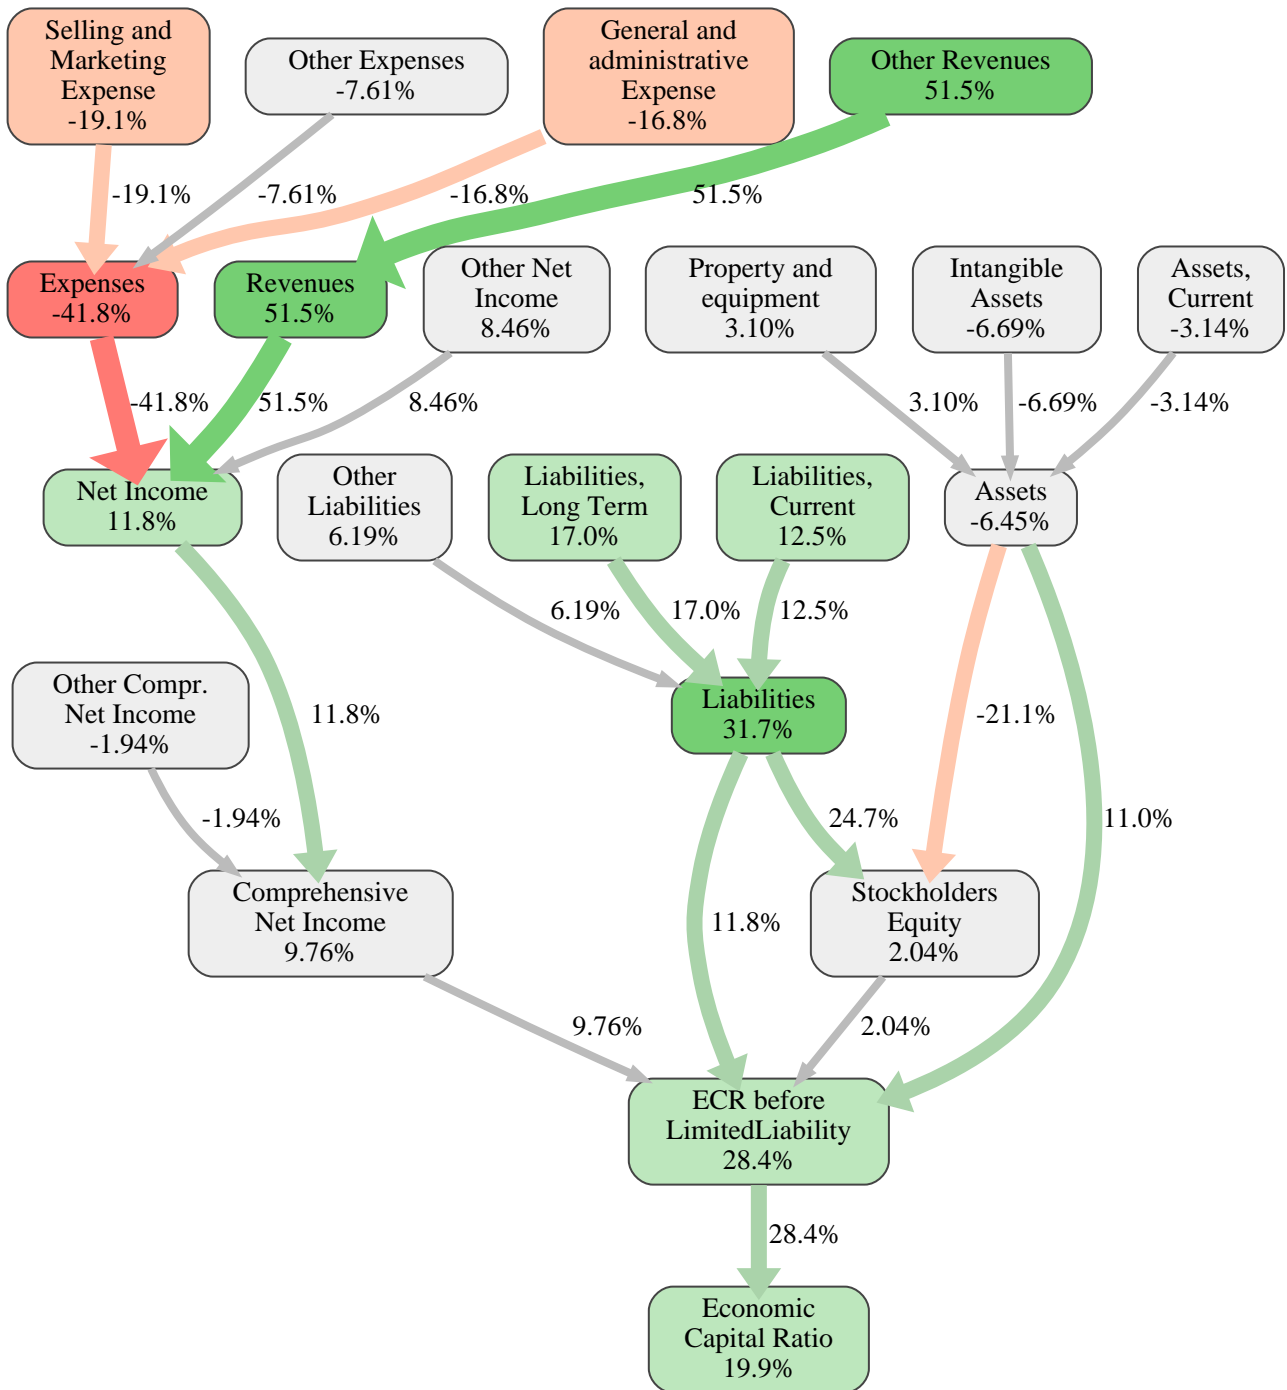 Selling and
Marketing
Expense
-19.1%
Other Expenses
-7.61%
General and
administrative
Expense
-16.8%
Other Revenues
51.5%
-19.1%
-7.61%
-16.8%
51.5%
Expenses
-41.8%
Revenues
51.5%
Other Net
Income
8.46%
Property and
equipment
3.10%
Intangible
Assets
-6.69%
Assets,
Current
-3.14%
-41.8%
51.5%
8.46%
3.10%
-6.69%
-3.14%
Net Income
11.8%
Other
Liabilities
6.19%
Liabilities,
Long Term
17.0%
Liabilities,
Current
12.5%
Assets
-6.45%
6.19%
17.0%
12.5%
Other Compr.
Net Income
-1.94%
11.8%
Liabilities
31.7%
-21.1%
-1.94%
24.7%
11.0%
Comprehensive
Net Income
9.76%
11.8%
Stockholders
Equity
2.04%
9.76%
2.04%
ECR before
LimitedLiability
28.4%
28.4%
Economic
Capital Ratio
19.9%